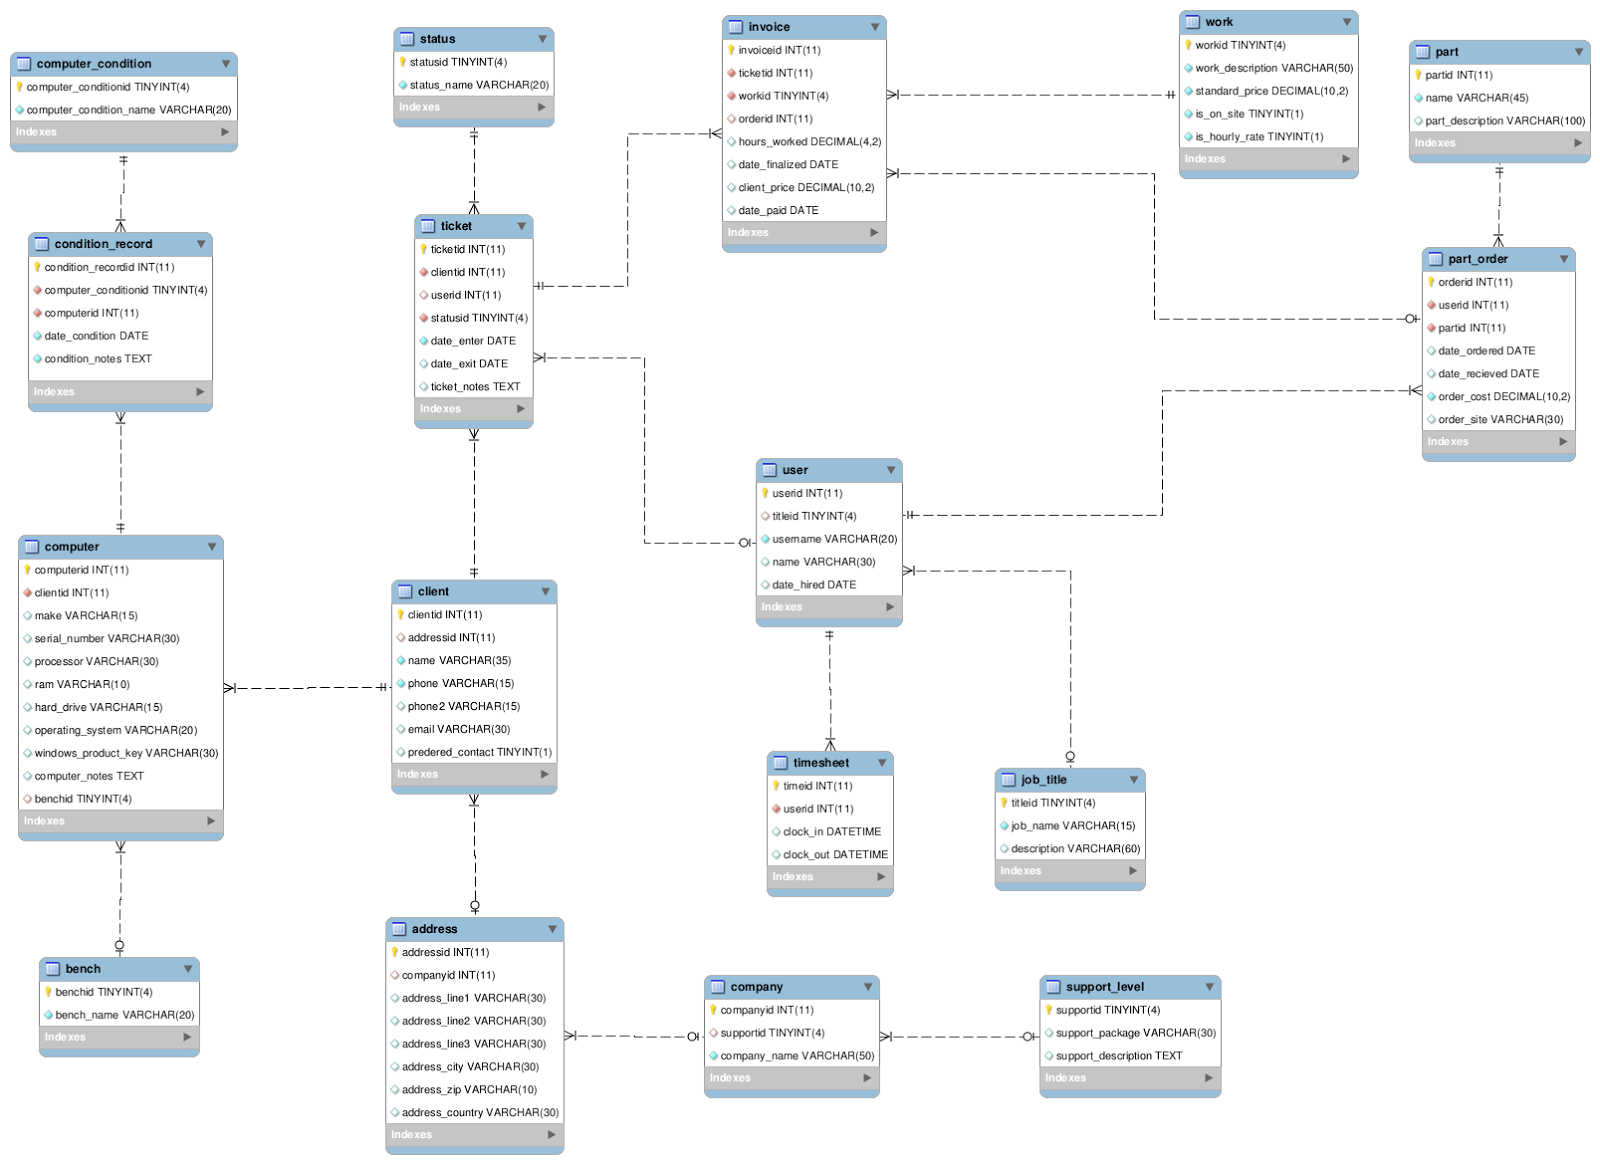 computer_condition
computer_conditionid TINYINT(4)
computer_condition_name VARCHAR(20)
Indexes
status
statusid TINYINT(4)
status_name VARCHAR(20)
Indexes
invoice
invoiceid INT(11)
ticketid INT(11)
workid TINYINT(4)
orderid INT(11)
hours_worked DECIMAL(4,2)
date_finalized DATE
client_price DECIMAL(10,2)
date_paid DATE
Indexes
work
workid TINYINT(4)
work_description VARCHAR(50)
standard_price DECIMAL(10,2)
is_on_site TINYINT(1)
is_hourly_rate TINYINT(1)
Indexes
part
partid INT(11)
name VARCHAR(45)
part_description VARCHAR(100)
Indexes
condition_record
condition_recordid INT(11)
computer_conditionid TINYINT(4)
computerid INT(11)
date_condition DATE
condition_notes TEXT
Indexes
ticket
ticketid INT(11)
clientid INT(11)
userid INT(11)
statusid TINYINT(4)
date_enter DATE
date_exit DATE
ticket_notes TEXT
Indexes
part_order
orderid INT(11)
userid INT(11)
partid INT(11)
date_ordered DATE
date_recieved DATE
order_cost DECIMAL(10,2)
order_site VARCHAR(30)
Indexes
user
userid INT(11)
titleid TINYINT(4)
username VARCHAR(20)
name VARCHAR(30)
date_hired DATE
Indexes
computer
computerid INT(11)
clientid INT(11)
make VARCHAR(15)
serial_number VARCHAR(30)
processor VARCHAR(30)
ram VARCHAR(10)
hard_drive VARCHAR(15)
operating_system VARCHAR(20)
windows_product_key VARCHAR(30)
computer_notes TEXT
benchid TINYINT(4)
Indexes
client
clientid INT(11)
addressid INT(11)
name VARCHAR(35)
phone VARCHAR(15)
phone2 VARCHAR(15)
email VARCHAR(30)
predered_contact TINYINT(1)
Indexes
timesheet
timeid INT(11)
userid INT(11)
clock_in DATETIME
clock_out DATETIME
Indexes
job_title
titleid TINYINT(4)
job_name VARCHAR(15)
description VARCHAR(60)
Indexes
bench
benchid TINYINT(4)
bench_name VARCHAR(20)
Indexes
address
addressid INT(11)
companyid INT(11)
address_line1 VARCHAR(30)
address_line2 VARCHAR(30)
address_line3 VARCHAR(30)
address_city VARCHAR(30)
address_zip VARCHAR(10)
address_country VARCHAR(30)
Indexes
company
companyid INT(11)
supportid TINYINT(4)
company_name VARCHAR(50)
Indexes
support_level
supportid TINYINT(4)
support_package VARCHAR(30)
support_description TEXT
Indexes